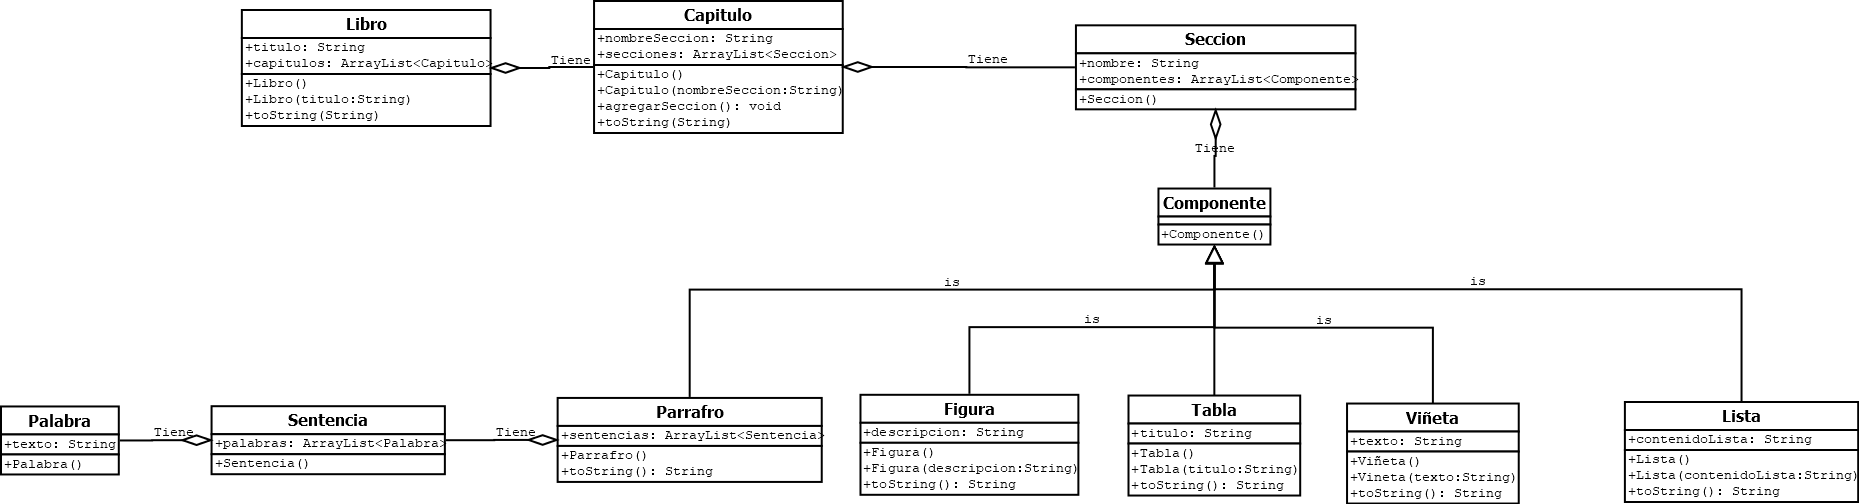 Libro
+titulo: String
+capitulos: ArrayList<Capitulo>
+Libro()
+Libro(titulo:String)
+toString(String)
Tiene
Capitulo
+nombreSeccion: String
+secciones: ArrayList<Seccion>
+Capitulo()
+Capitulo(nombreSeccion:String)
+agregarSeccion(): void
+toString(String)
Tiene
Seccion
+nombre: String
+componentes: ArrayList<Componente>
+Seccion()
Tiene
Componente
+Componente()
is
is
is
is
Palabra
+texto: String
+Palabra()
Tiene
Sentencia
+palabras: ArrayList<Palabra>
+Sentencia()
Tiene
Parrafro
+sentencias: ArrayList<Sentencia>
+Parrafro()
+toString(): String
Figura
+descripcion: String
+Figura()
+Figura(descripcion:String)
+toString(): String
Tabla
+titulo: String
+Tabla()
+Tabla(titulo:String)
+toString(): String
Viñeta
+texto: String
+Viñeta()
+Vineta(texto:String)
+toString(): String
Lista
+contenidoLista: String
+Lista()
+Lista(contenidoLista:String)
+toString(): String